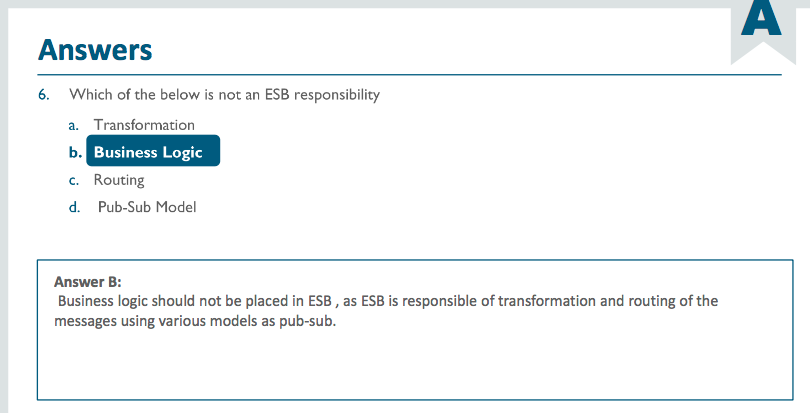 A
Answers
6. Which of the below is not an ESB responsibility
a. Transformation
b. Business Logic
c. Routing
d. Pub-Sub Model
Answer B:
Business logic should not be placed in ESB , as ESB is responsible of transformation and routing of the
messages using various models as pub-sub.